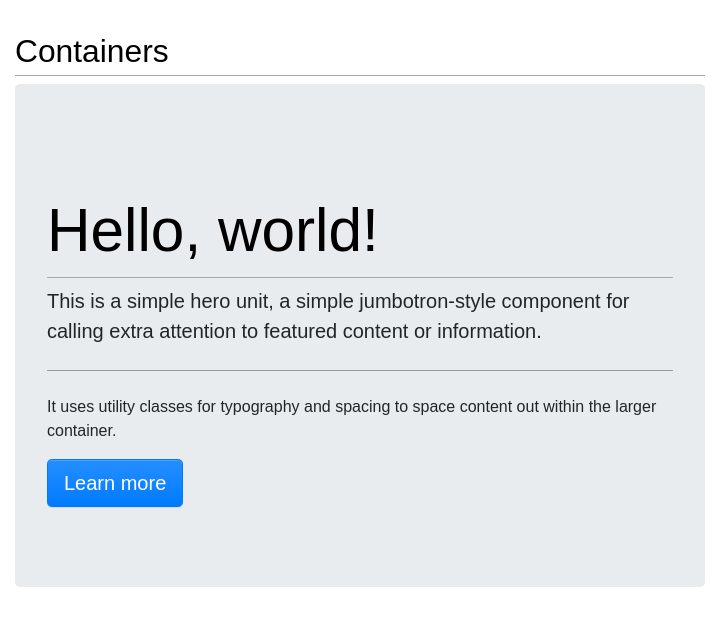 Containers
Hello, world!
This is a simple hero unit, a simple jumbotron-style component for
calling extra attention to featured content or information.
It uses utility classes for typography and spacing to space content out within the larger
container.
Learn more